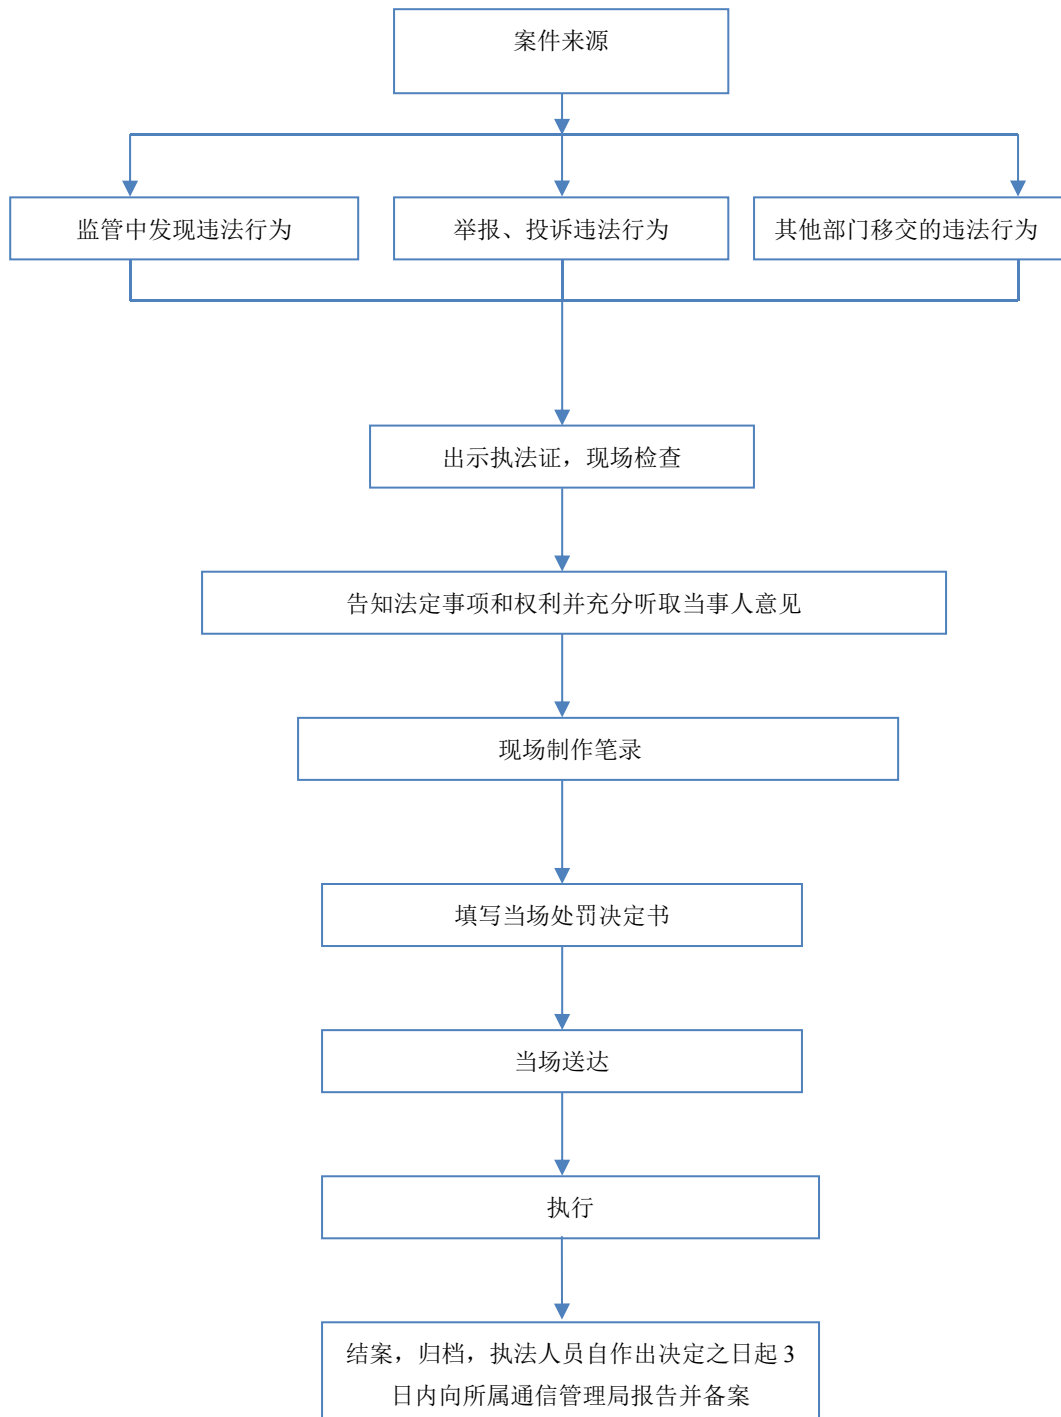 案件来源
监管中发现违法行为
举报、投诉违法行为
其他部门移交的违法行为
出示执法证，现场检查
告知法定事项和权利并充分听取当事人意见
现场制作笔录
填写当场处罚决定书
当场送达
执行
结案，归档，执法人员自作出决定之日起 3
日内向所属通信管理局报告并备案